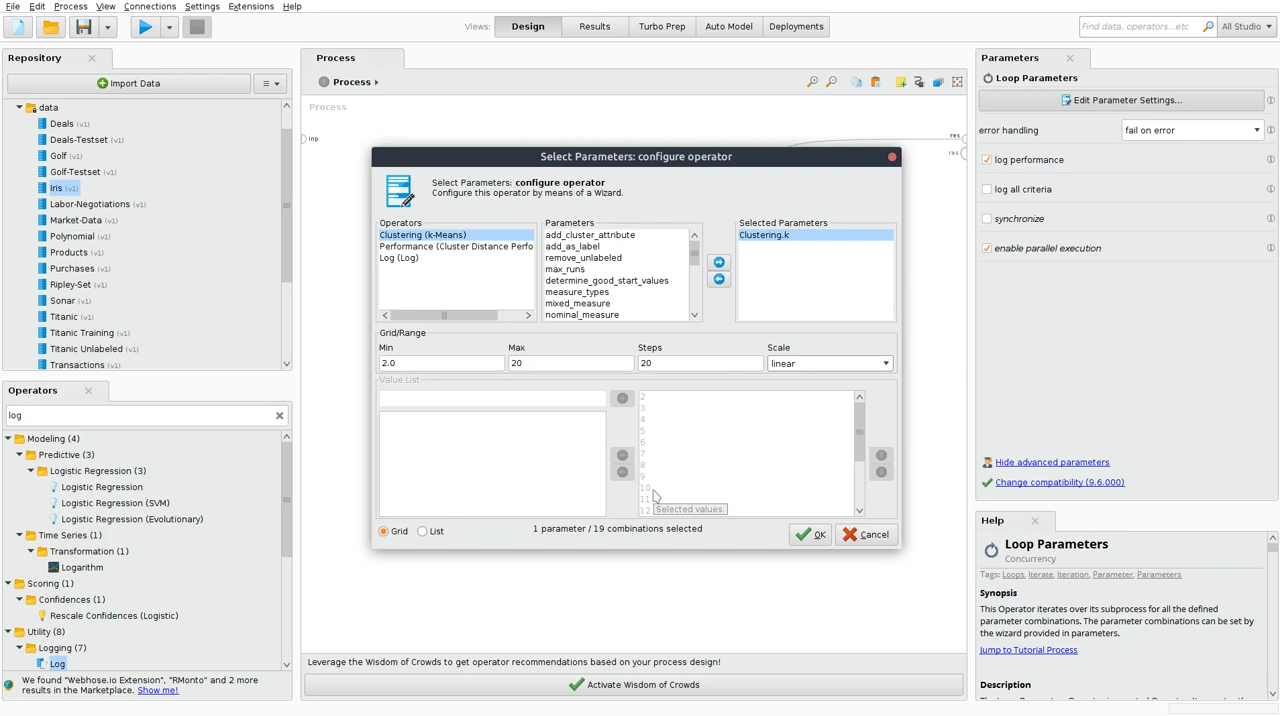 File Edit Process View Connections Settings Extensions Help
Views: Design Results Turbo Prep Auto Model Deployments
Find data, operators...etc All Studio
Repository
Import Data
data
Deals (v1)
Deals-Testset (v1)
Golf (v1)
Golf-Testset (v1)
Iris (v1)
Labor-Negotiations (v1)
Market-Data (v1)
Polynomial (v1)
Products (v1)
Purchases (v1)
Ripley-Set (v1)
Sonar (v1)
Titanic (v1)
Titanic Training (v1)
Titanic Unlabeled (v1)
Transactions (v1)
Operators
log
Modeling (4)
Predictive (3)
Logistic Regression (3)
Logistic Regression
Logistic Regression (SVM)
Logistic Regression (Evolutionary)
Time Series (1)
Transformation (1)
Logarithm
Scoring (1)
Confidences (1)
Rescale Confidences (Logistic)
Utility (8)
Logging (7)
Log
We found "Webhose.io Extension", "RMonto" and 2 more
results in the Marketplace. Show me!
Process
Process
Process
inp
res
res
Select Parameters: configure operator
Select Parameters: configure operator
Configure this operator by means of a Wizard.
Operators
Clustering (k-Means)
Performance (Cluster Distance Perfo
Log (Log)
Parameters
add_cluster_attribute
add_as_label
remove_unlabeled
max_runs
determine_good_start_values
measure_types
mixed_measure
nominal_measure
Selected Parameters
Clustering.k
Grid/Range
Min Max Steps Scale
2.0 20 20 linear
Value List
2
3
4
5
6
7
8
9
10
11
12
Selected values.
Grid List
1 parameter / 19 combinations selected
OK Cancel
Leverage the Wisdom of Crowds to get operator recommendations based on your process design!
Activate Wisdom of Crowds
Parameters
Loop Parameters
Edit Parameter Settings...
error handling fail on error
log performance
log all criteria
synchronize
enable parallel execution
Hide advanced parameters
Change compatibility (9.6.000)
Help
Loop Parameters
Concurrency
Tags: Loops, Iterate, Iteration, Parameter, Parameters
Synopsis
This Operator iterates over its subprocess for all the defined
parameter combinations. The parameter combinations can be set by
the wizard provided in parameters.
Jump to Tutorial Process
Description